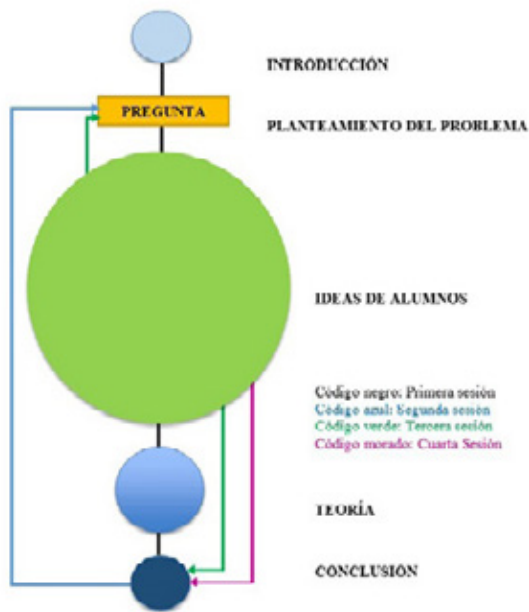 INTRODUCCIÓN
PREGUNTA
PLANTEAMIENTO DEL PROBLEMA
IDEAS DE ALUMNOS
Código negro: Primera sesión
Código azul: Segunda sesión
Código verde: Tercera sesión
Código morado: Cuarta Sesión
TEORÍA
CONCLUSIÓN